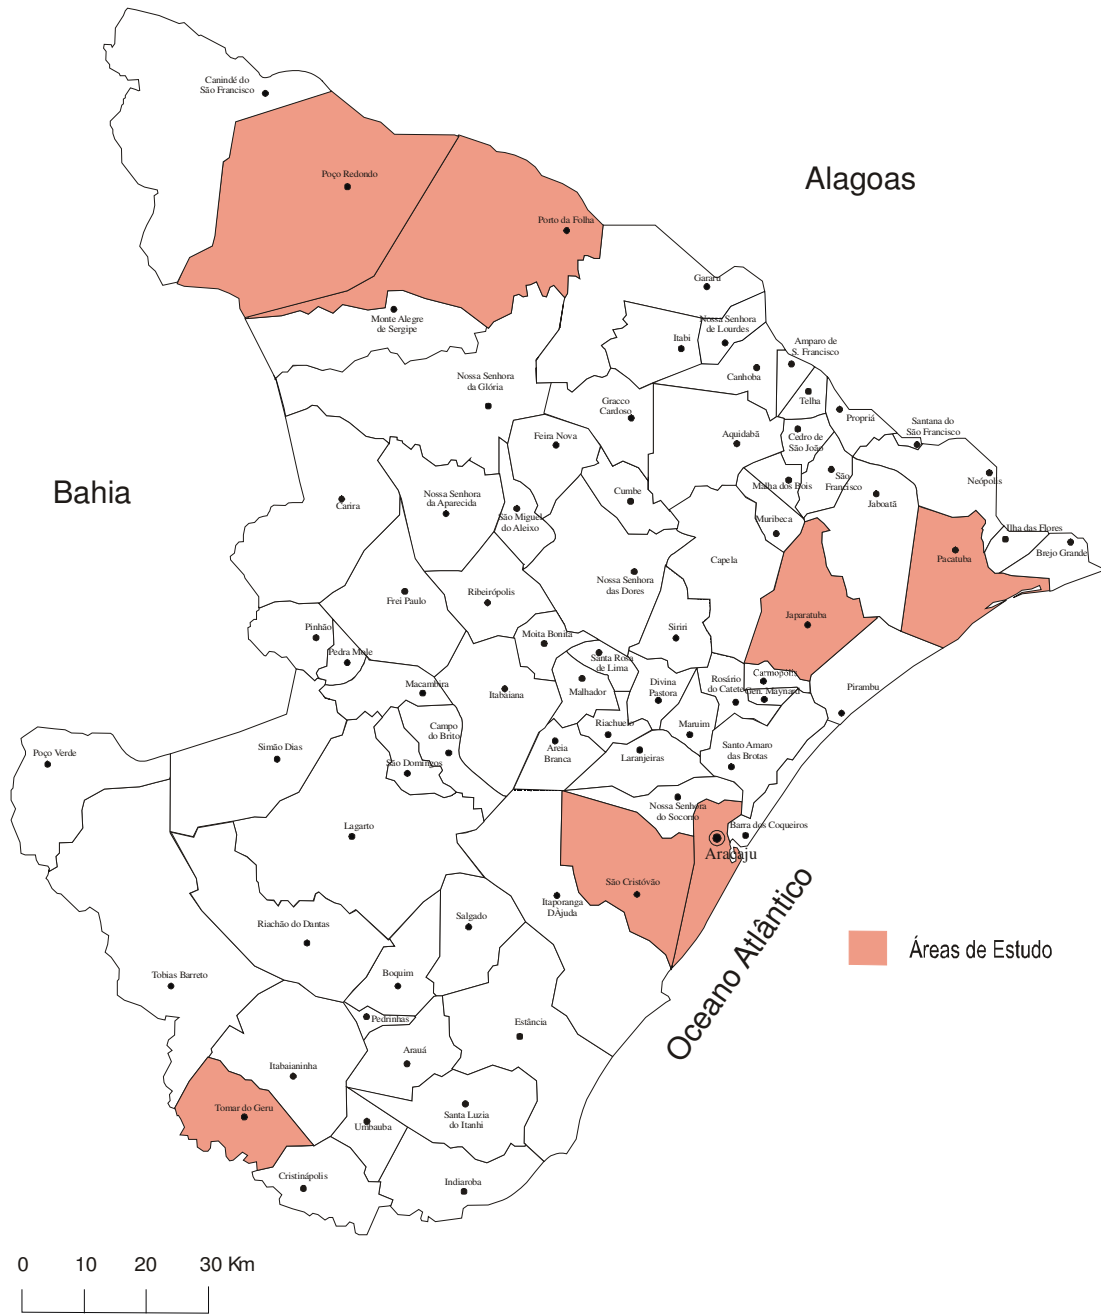 Canindé do
São Francisco
Poço Redondo
Alagoas
Porto da Folha
Gararu
Monte Alegre
de Sergipe
Nossa Senhora
de Lourdes
Itabi
Amparo de
S. Francisco
Canhoba
Nossa Senhora
da Glória
Gracco
Cardoso
Telha
Propriá
Santana do
São Francisco
Feira Nova
Aquidabã
Cedro de
São João
Bahia
Carira
Nossa Senhora
da Aparecida
São Miguel
do Aleixo
Cumbe
Malha dos Bois
São
Francisco
Jaboatã
Neópolis
Muribeca
Ilha das Flores
Brejo Grande
Pacatuba
Capela
Nossa Senhora
das Dores
Frei Paulo
Ribeirópolis
Japaratuba
Pinhão
Pedra Mole
Moita Bonita
Siriri
Santa Rosa
de Lima
Macambira
Itabaiana
Malhador
Divina
Pastora
Rosário
do Catete
Carmopólis
Gen. Maynard
Pirambu
Campo
do Brito
Riachuelo
Maruim
Poço Verde
Simão Dias
São Domingos
Areia
Branca
Laranjeiras
Santo Amaro
das Brotas
Nossa Senhora
do Socorro
Lagarto
Barra dos Coqueiros
Aracaju
São Cristóvão
Itaporanga
DÀjuda
Riachão do Dantas
Salgado
Oceano Atlântico
Áreas de Estudo
Tobias Barreto
Boquim
Pedrinhas
Estância
Arauá
Itabaianinha
Tomar do Geru
Umbauba
Santa Luzia
do Itanhi
Cristinápolis
Indiaroba
0 10 20 30 Km